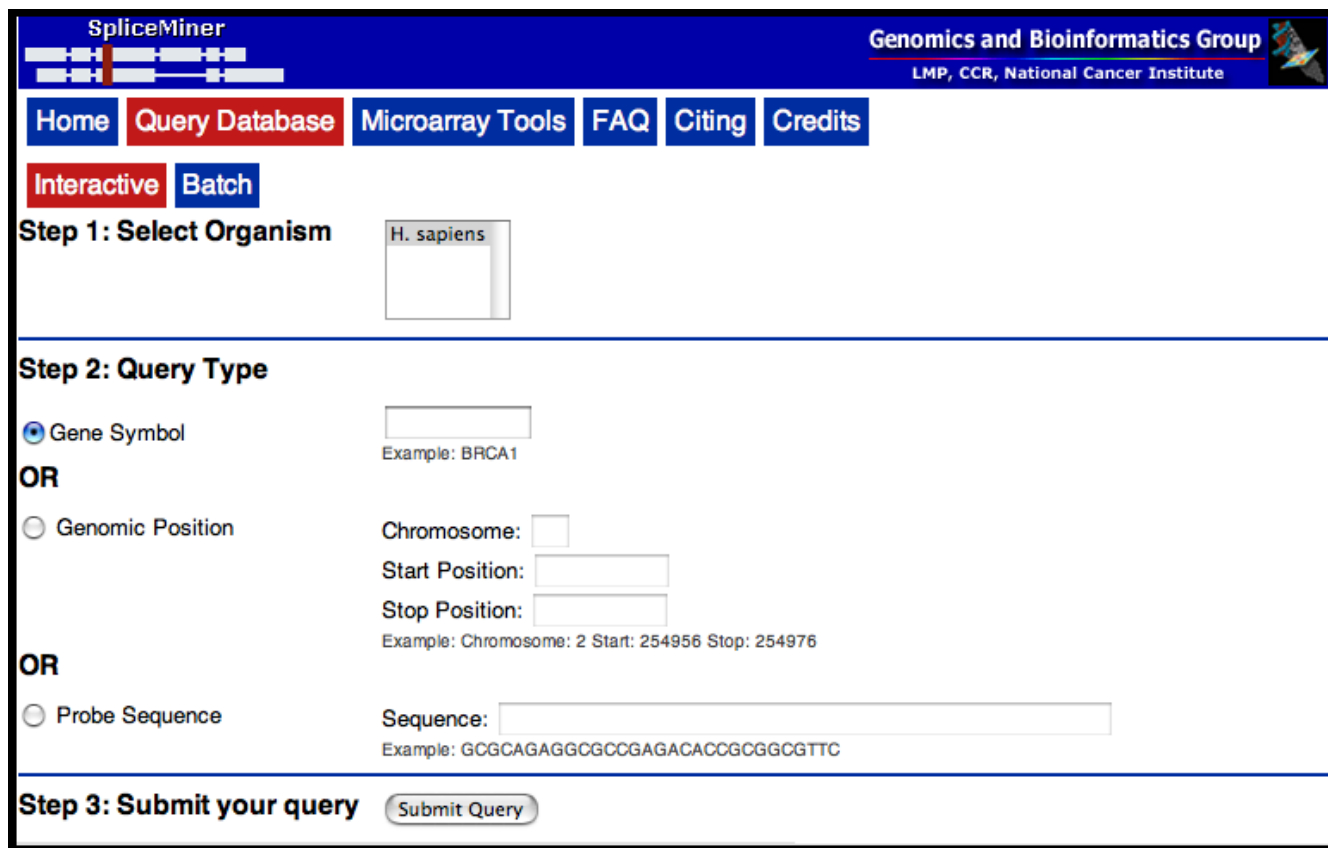 SpliceMiner
Genomics and Bioinformatics Group
LMP, CCR, National Cancer Institute
Home Query Database Microarray Tools FAQ Citing Credits
Interactive Batch
Step 1: Select Organism
H. sapiens
Step 2: Query Type
Gene Symbol
Example: BRCA1
OR
Genomic Position
Chromosome:
Start Position:
Stop Position:
Example: Chromosome: 2 Start: 254956 Stop: 254976
OR
Probe Sequence
Sequence:
Example: GCGCAGAGGCGCCGAGACACCGCGGCGTTC
Step 3: Submit your query
Submit Query